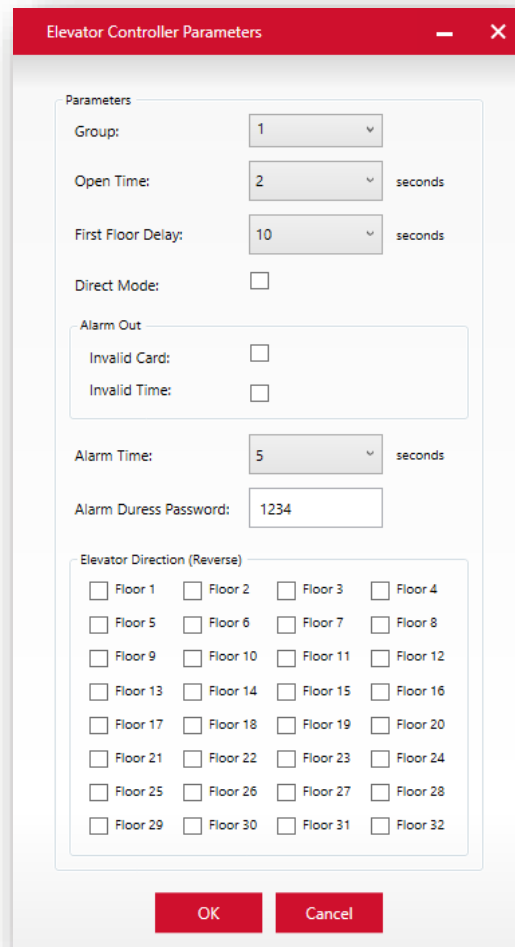 Elevator Controller Parameters
Parameters
Group: 1
Open Time: 2 seconds
First Floor Delay: 10 seconds
Direct Mode:
Alarm Out
Invalid Card:
Invalid Time:
Alarm Time: 5 seconds
Alarm Duress Password: 1234
Elevator Direction (Reverse)
Floor 1 Floor 2 Floor 3 Floor 4
Floor 5 Floor 6 Floor 7 Floor 8
Floor 9 Floor 10 Floor 11 Floor 12
Floor 13 Floor 14 Floor 15 Floor 16
Floor 17 Floor 18 Floor 19 Floor 20
Floor 21 Floor 22 Floor 23 Floor 24
Floor 25 Floor 26 Floor 27 Floor 28
Floor 29 Floor 30 Floor 31 Floor 32
OK Cancel